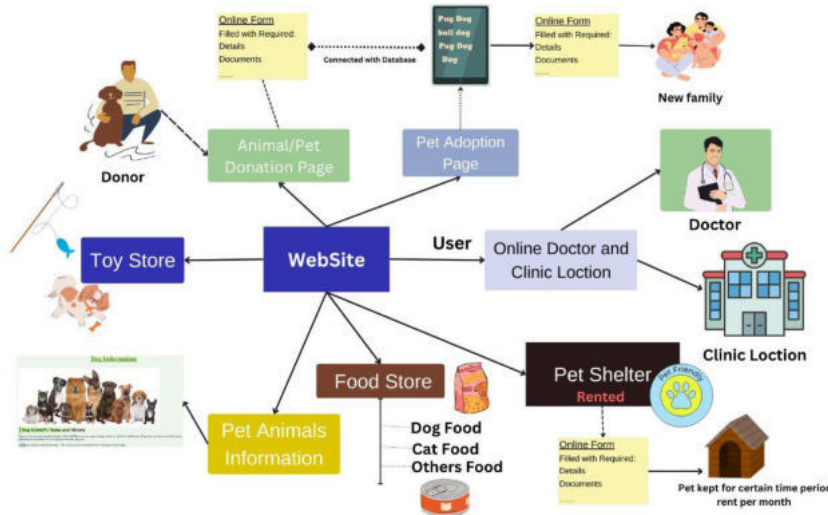 Online Form
Filled with Required:
Details
Documents
Connected with Database
Pug Dog
bull dog
Pug Dog
Dog
Online Form
Filled with Required:
Details
Documents
New family
Donor
Animal/Pet
Donation Page
Pet Adoption
Page
Doctor
Toy Store
WebSite
User
Online Doctor and
Clinic Loction
Clinic Loction
Dog Information
Food Store
Pet Shelter
Rented
Pet Friendly
Pet Animals
Information
Dog Food
Cat Food
Others Food
Online Form
Filled with Required:
Details
Documents
Pet kept for certain time period
rent per month